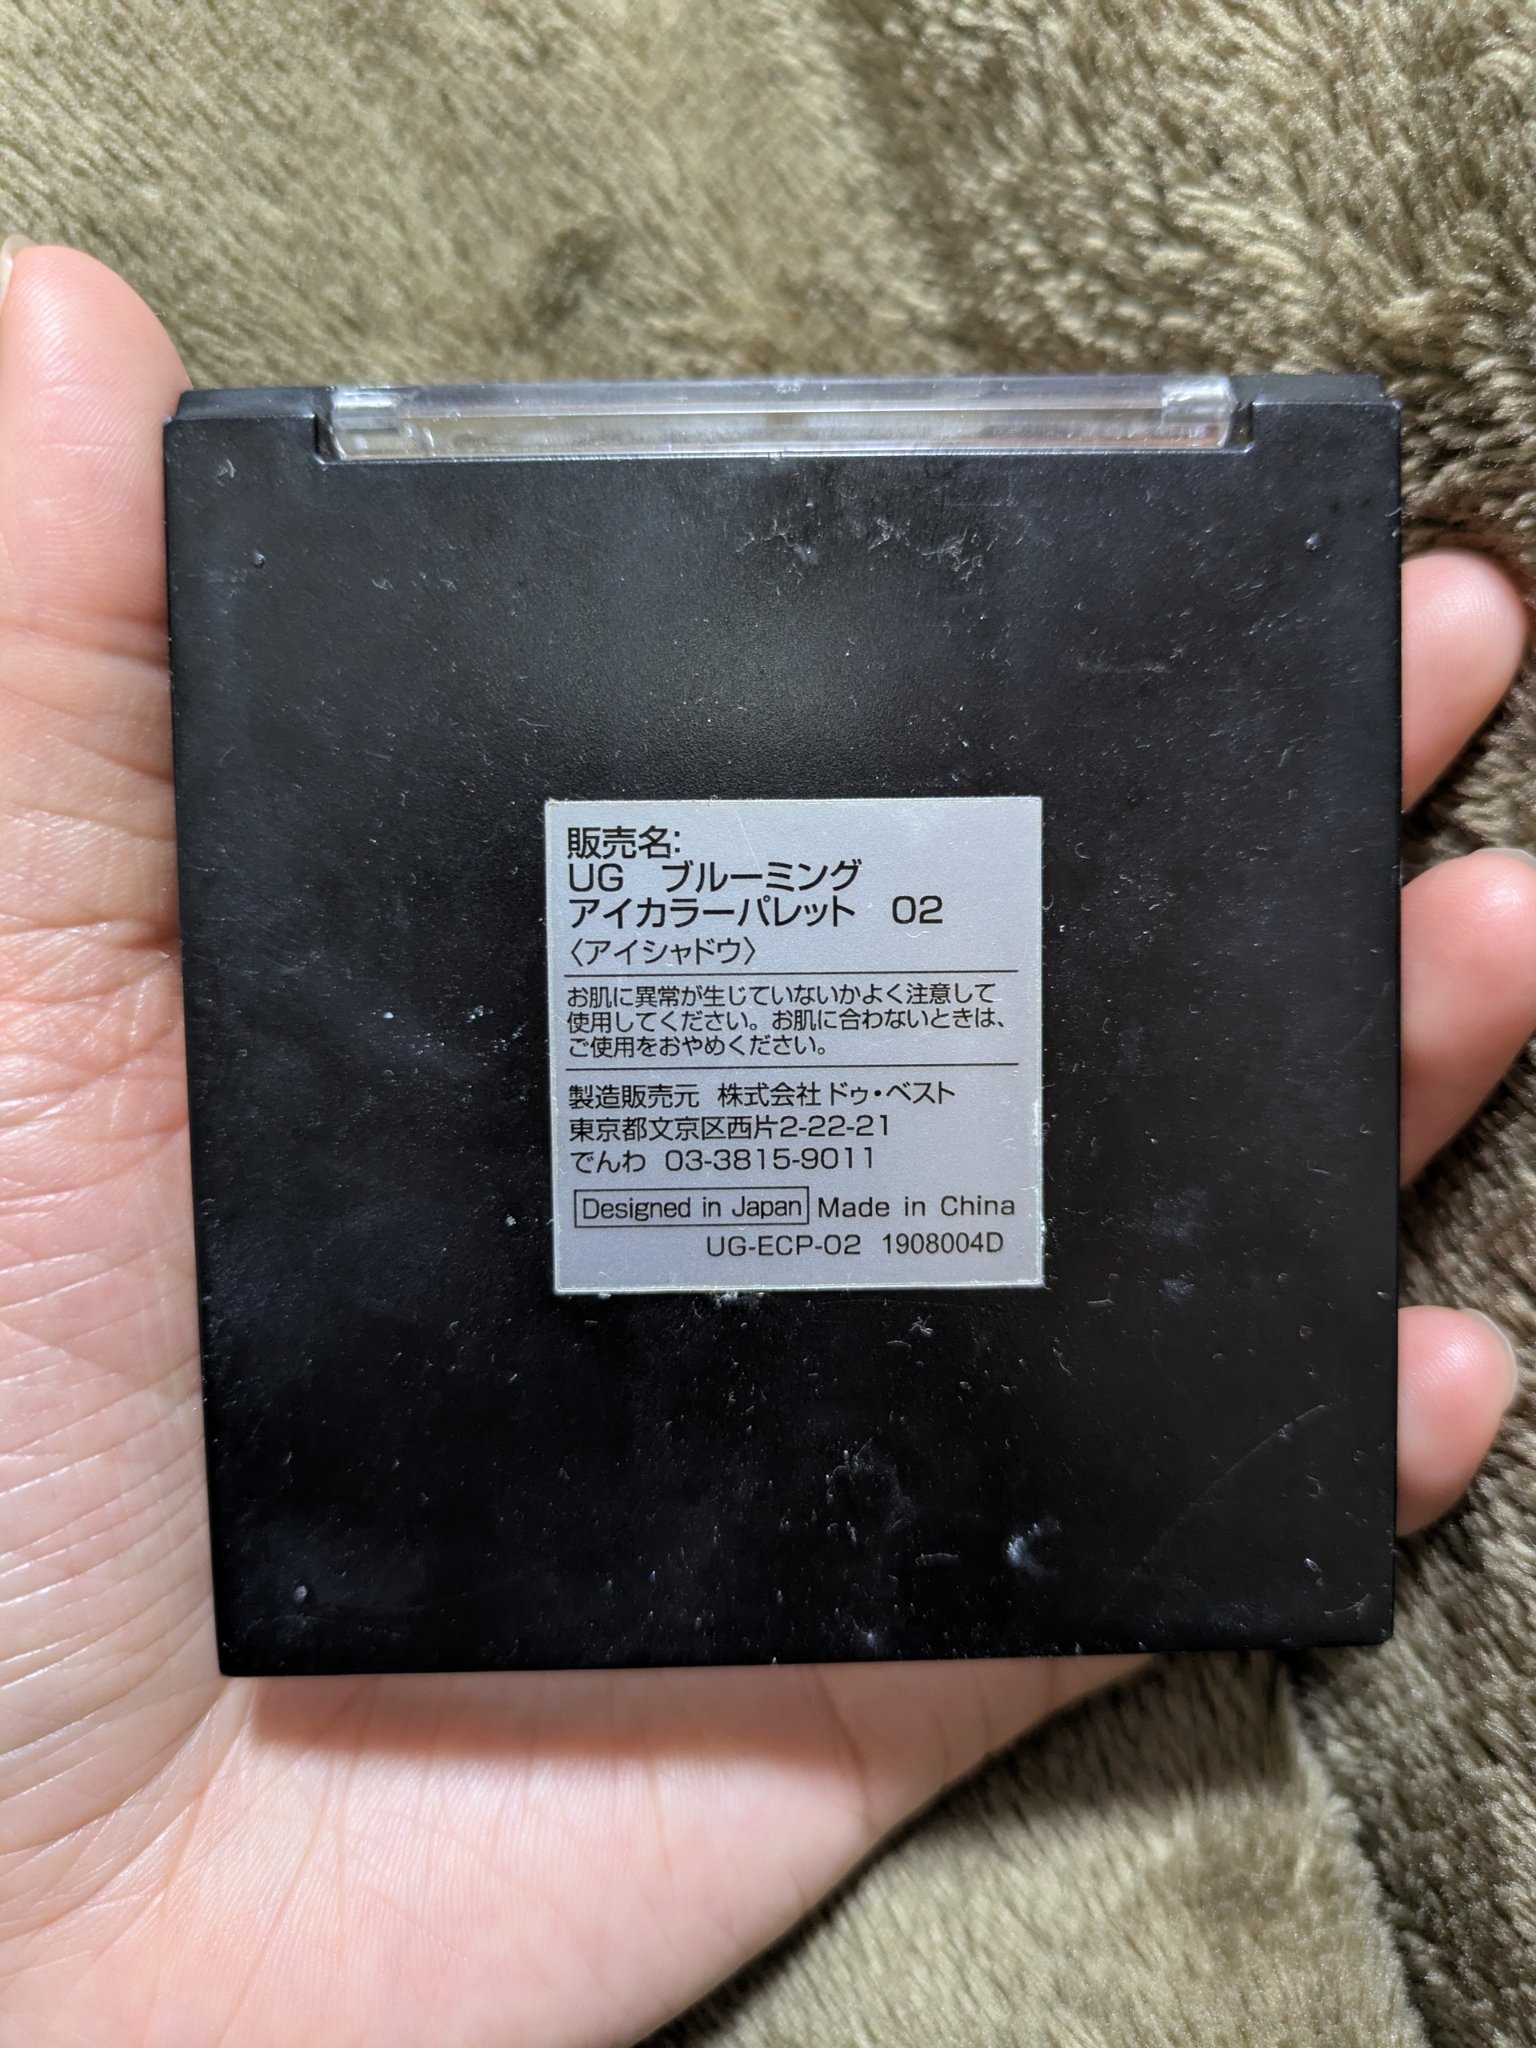 販売名:
UG ブルーミング
アイカラーパレット 02
〈アイシャドウ〉
お肌に異常が生じていないかよく注意して
使用してください。お肌に合わないときは、
ご使用をおやめください。
製造販売元 株式会社ドゥ・ベスト
東京都文京区西片2-22-21
でんわ 03-3815-9011
Designed in Japan Made in China
UG-ECP-02 1908004D